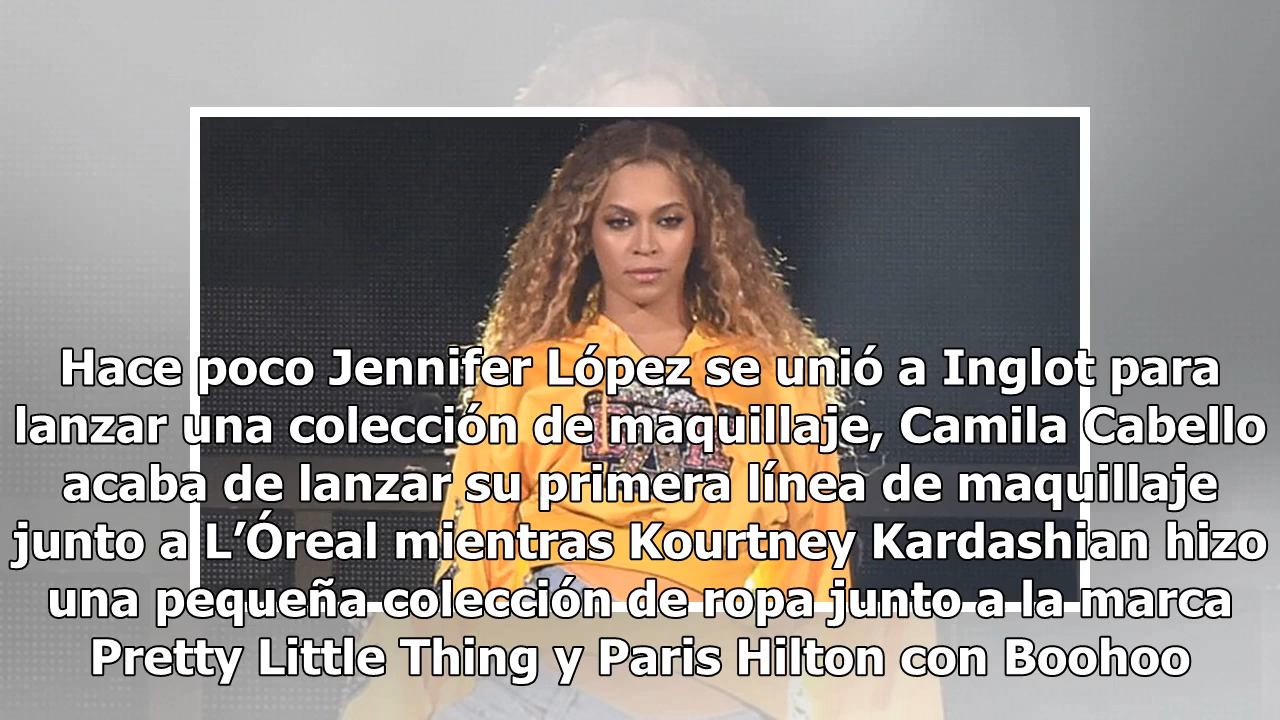 Hace poco Jennifer López se unió a Inglot para
lanzar una colección de maquillaje, Camila Cabello
acaba de lanzar su primera línea de maquillaje
junto a L’Óreal mientras Kourtney Kardashian hizo
una pequeña colección de ropa junto a la marca
Pretty Little Thing y Paris Hilton con Boohoo